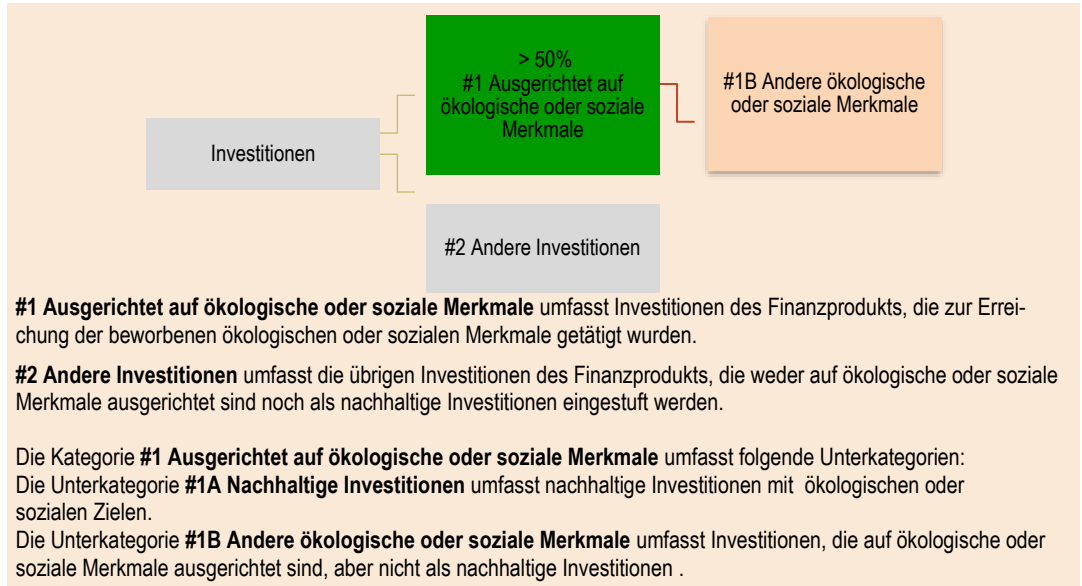 > 50%
#1 Ausgerichtet auf
ökologische oder soziale
Merkmale
#1B Andere ökologische
oder soziale Merkmale
Investitionen
#2 Andere Investitionen
#1 Ausgerichtet auf ökologische oder soziale Merkmale umfasst Investitionen des Finanzprodukts, die zur Errei-
chung der beworbenen ökologischen oder sozialen Merkmale getätigt wurden.
#2 Andere Investitionen umfasst die übrigen Investitionen des Finanzprodukts, die weder auf ökologische oder soziale
Merkmale ausgerichtet sind noch als nachhaltige Investitionen eingestuft werden.
Die Kategorie #1 Ausgerichtet auf ökologische oder soziale Merkmale umfasst folgende Unterkategorien:
Die Unterkategorie #1A Nachhaltige Investitionen umfasst nachhaltige Investitionen mit ökologischen oder
sozialen Zielen.
Die Unterkategorie #1B Andere ökologische oder soziale Merkmale umfasst Investitionen, die auf ökologische oder
soziale Merkmale ausgerichtet sind, aber nicht als nachhaltige Investitionen .